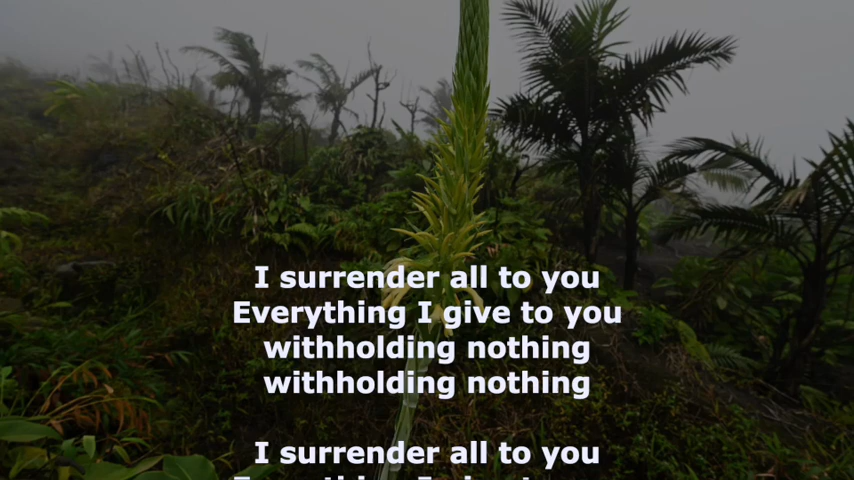 I surrender all to you
Everything I give to you
withholding nothing
withholding nothing
I surrender all to you